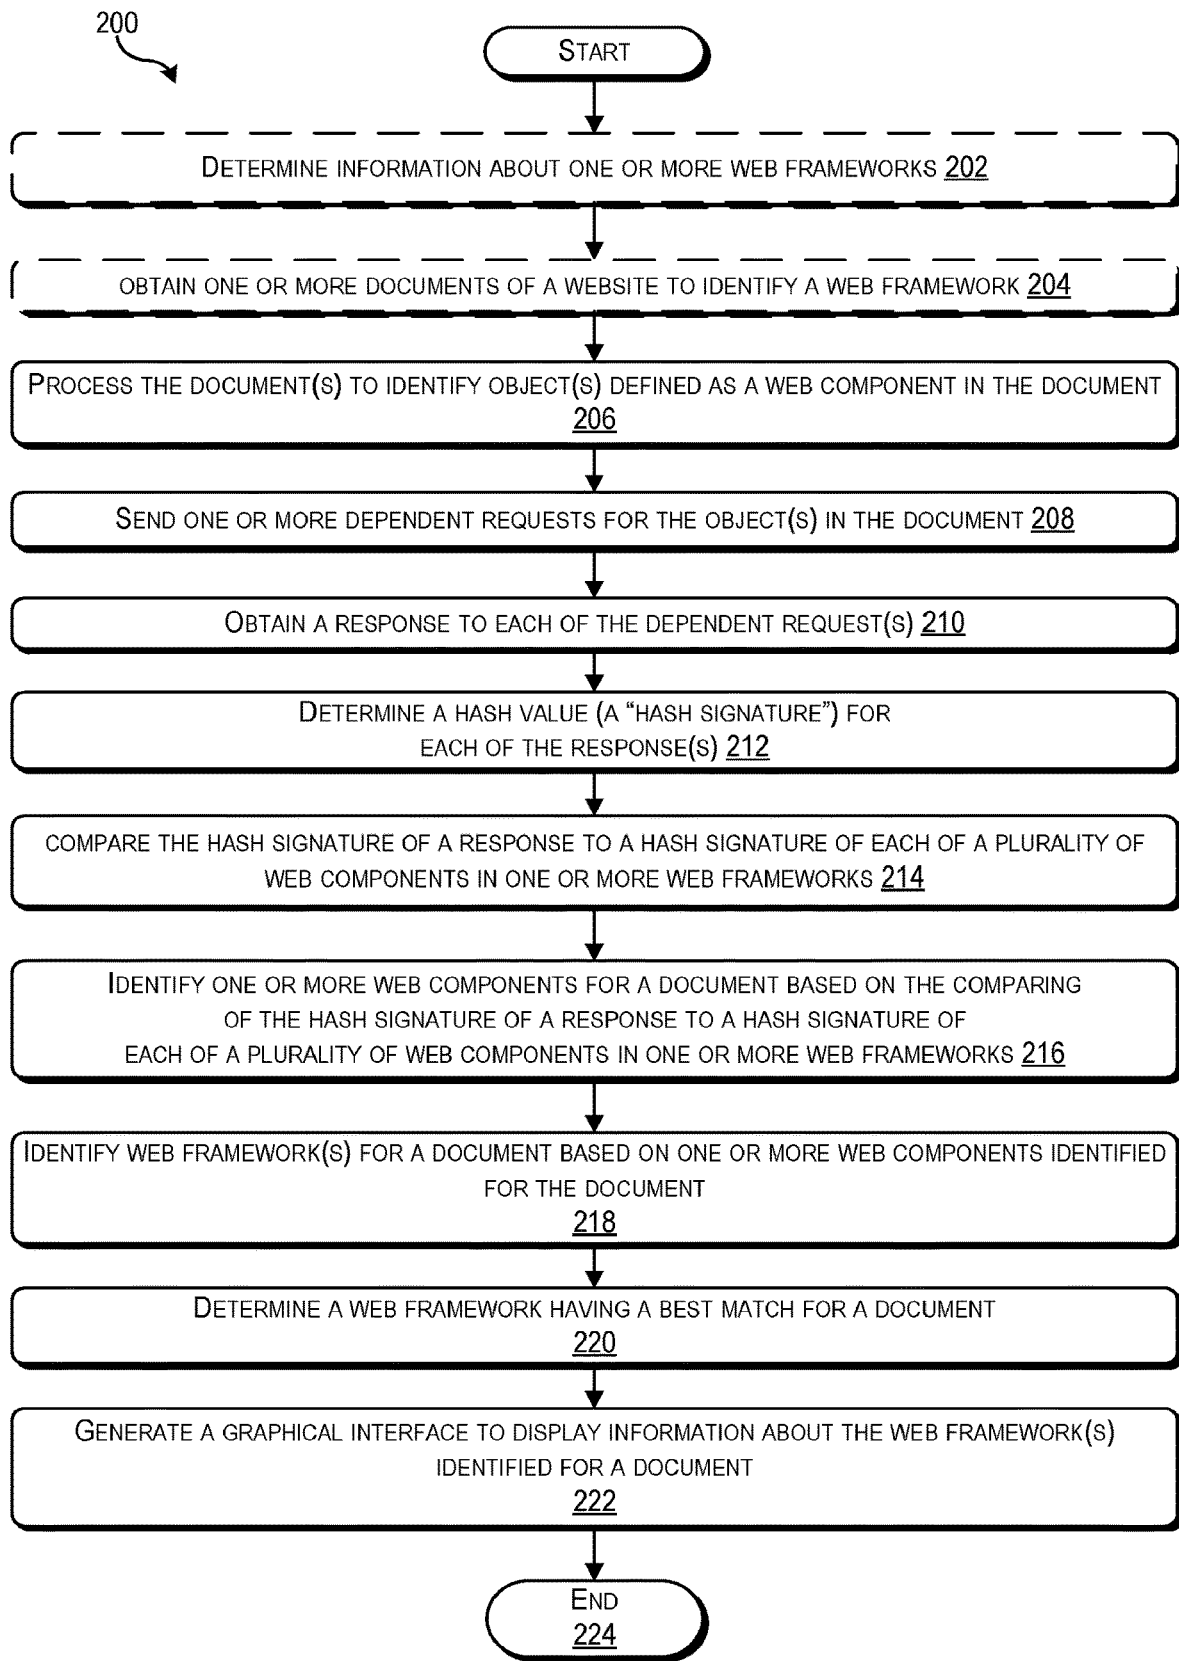 200
START
DETERMINE INFORMATION ABOUT ONE OR MORE WEB FRAMEWORKS 202
OBTAIN ONE OR MORE DOCUMENTS OF A WEBSITE TO IDENTIFY A WEB FRAMEWORK 204
PROCESS THE DOCUMENT(S) TO IDENTIFY OBJECT(S) DEFINED AS A WEB COMPONENT IN THE DOCUMENT
206
SEND ONE OR MORE DEPENDENT REQUESTS FOR THE OBJECT(S) IN THE DOCUMENT 208
OBTAIN A RESPONSE TO EACH OF THE DEPENDENT REQUEST(S) 210
DETERMINE A HASH VALUE (A “HASH SIGNATURE”) FOR
EACH OF THE RESPONSE(S) 212
COMPARE THE HASH SIGNATURE OF A RESPONSE TO A HASH SIGNATURE OF EACH OF A PLURALITY OF
WEB COMPONENTS IN ONE OR MORE WEB FRAMEWORKS 214
IDENTIFY ONE OR MORE WEB COMPONENTS FOR A DOCUMENT BASED ON THE COMPARING
OF THE HASH SIGNATURE OF A RESPONSE TO A HASH SIGNATURE OF
EACH OF A PLURALITY OF WEB COMPONENTS IN ONE OR MORE WEB FRAMEWORKS 216
IDENTIFY WEB FRAMEWORK(S) FOR A DOCUMENT BASED ON ONE OR MORE WEB COMPONENTS IDENTIFIED
FOR THE DOCUMENT
218
DETERMINE A WEB FRAMEWORK HAVING A BEST MATCH FOR A DOCUMENT
220
GENERATE A GRAPHICAL INTERFACE TO DISPLAY INFORMATION ABOUT THE WEB FRAMEWORK(S)
IDENTIFIED FOR A DOCUMENT
222
END
224